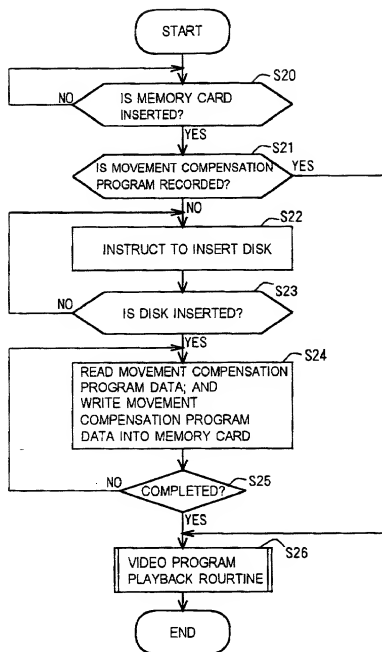 START
S20
IS MEMORY CARD
INSERTED?
NO
YES
S21
IS MOVEMENT COMPENSATION
PROGRAM RECORDED?
YES
NO
S22
INSTRUCT TO INSERT DISK
S23
IS DISK INSERTED?
NO
YES
S24
READ MOVEMENT COMPENSATION
PROGRAM DATA; AND
WRITE MOVEMENT
COMPENSATION PROGRAM
DATA INTO MEMORY CARD
NO
COMPLETED?
S25
YES
S26
VIDEO PROGRAM
PLAYBACK ROURTINE
END